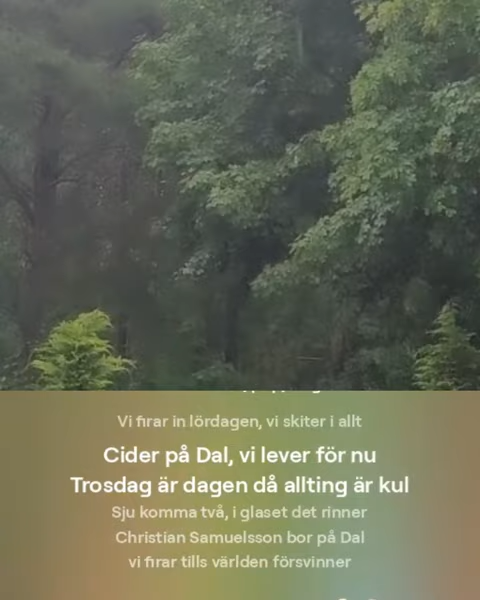 Vi firar in lördagen, vi skiter i allt
Cider på Dal, vi lever för nu
Trosdag är dagen då allting är kul
Sju komma två, i glaset det rinner
Christian Samuelsson bor på Dal
vi firar tills världen försvinner